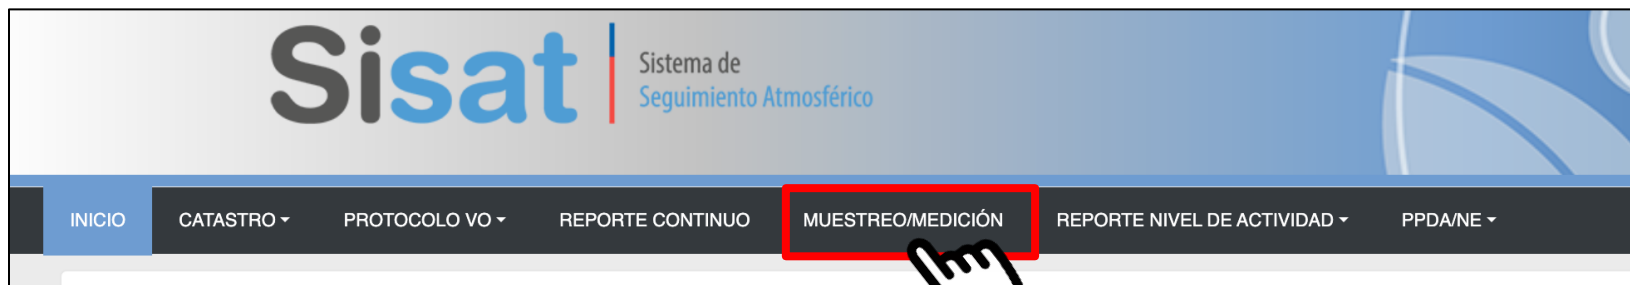 Sisat
Sistema de
Seguimiento Atmosférico
INICIO CATASTRO PROTOCOLO VO REPORTE CONTINUO MUESTREO/MEDICIÓN REPORTE NIVEL DE ACTIVIDAD PPDA/NE